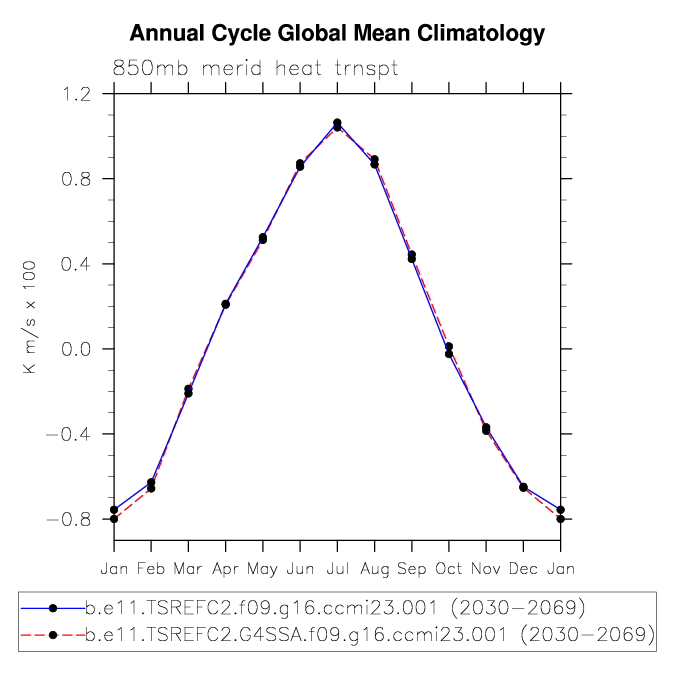 Annual Cycle Global Mean Climatology
850mb merid heat trnspt
1.2
0.8
0.4
0.0
−0.4
−0.8
K m/s x 100
Jan Feb Mar Apr May Jun Jul Aug Sep Oct Nov Dec Jan
b.e11.TSREFC2.f09.g16.ccmi23.001 (2030−2069)
b.e11.TSREFC2.G4SSA.f09.g16.ccmi23.001 (2030−2069)